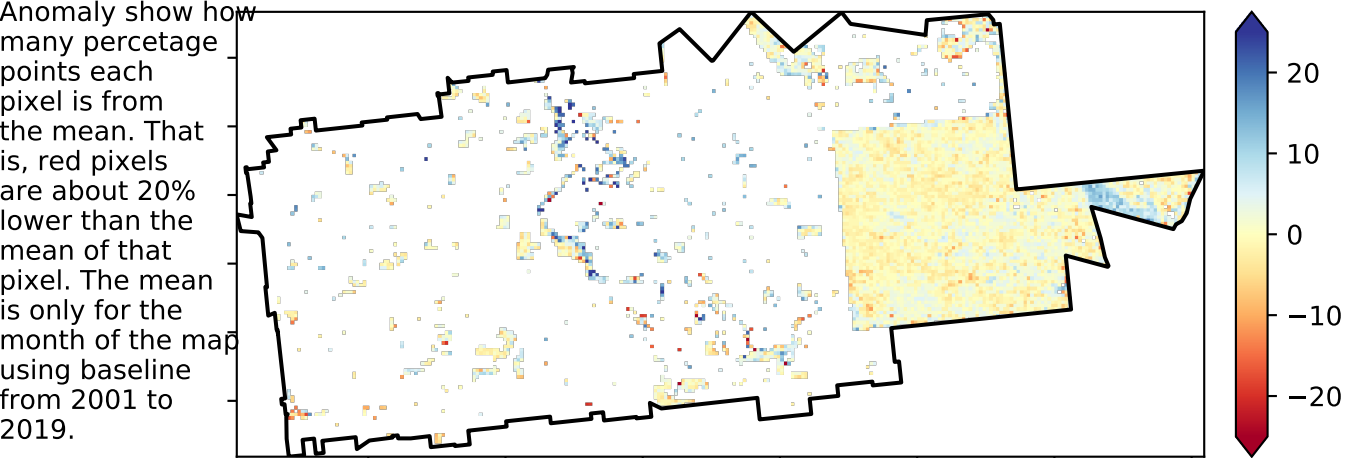 Anomaly show how
many percetage
points each
pixel is from
the mean. That
is, red pixels
are about 20%
lower than the
mean of that
pixel. The mean
is only for the
month of the map
using baseline
from 2001 to
2019.
20
10
0
−10
−20